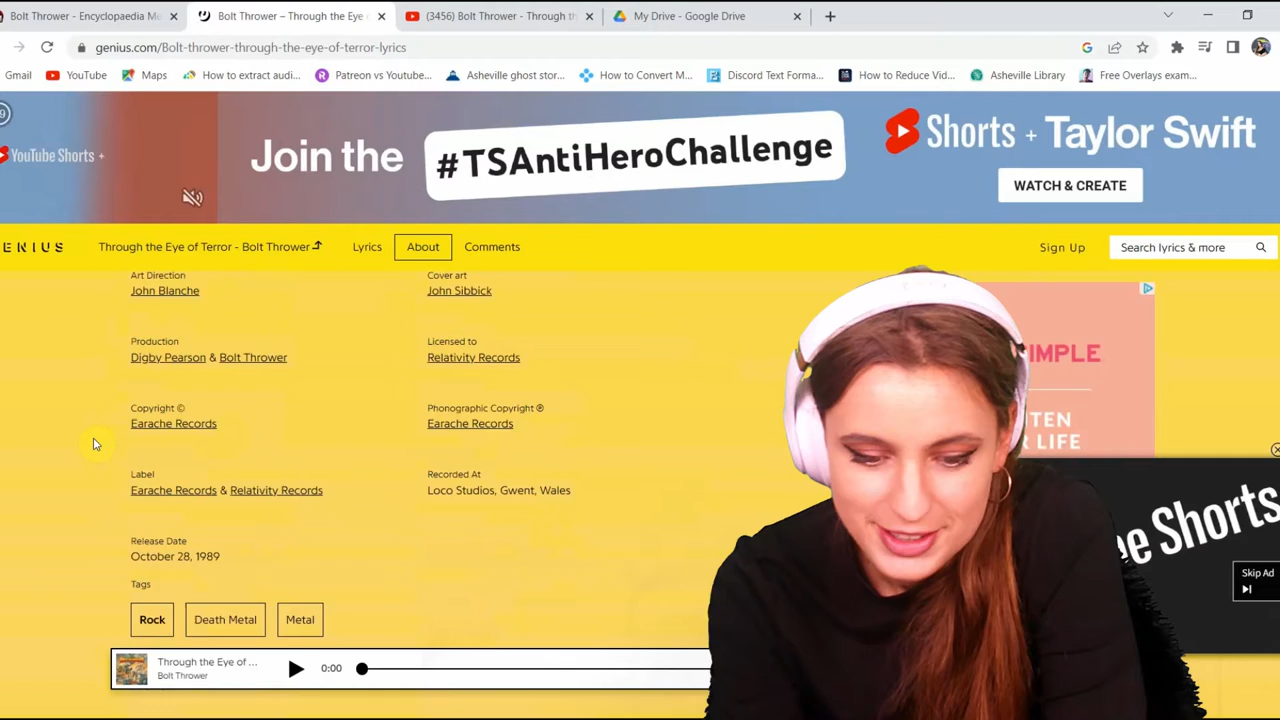 Bolt Thrower - Encyclopaedia Me
Bolt Thrower – Through the Eye
(3456) Bolt Thrower - Through th
My Drive - Google Drive
genius.com/Bolt-thrower-through-the-eye-of-terror-lyrics
Gmail
YouTube
Maps
How to extract audi...
Patreon vs Youtube...
Asheville ghost stor...
How to Convert M...
Discord Text Forma...
How to Reduce Vid...
Asheville Library
Free Overlays exam...
9
YouTube Shorts +
Join the
#TSAntiHeroChallenge
Shorts + Taylor Swift
WATCH & CREATE
ENIUS
Through the Eye of Terror - Bolt Thrower
Lyrics
About
Comments
Sign Up
Search lyrics & more
Art Direction
John Blanche
Cover art
John Sibbick
Production
Digby Pearson & Bolt Thrower
Licensed to
Relativity Records
Copyright ©
Earache Records
Phonographic Copyright ℗
Earache Records
Label
Earache Records & Relativity Records
Recorded At
Loco Studios, Gwent, Wales
Release Date
October 28, 1989
Tags
Rock
Death Metal
Metal
Through the Eye of ...
Bolt Thrower
0:00
IMPLE
TEN
R LIFE
ee Shorts
Skip Ad